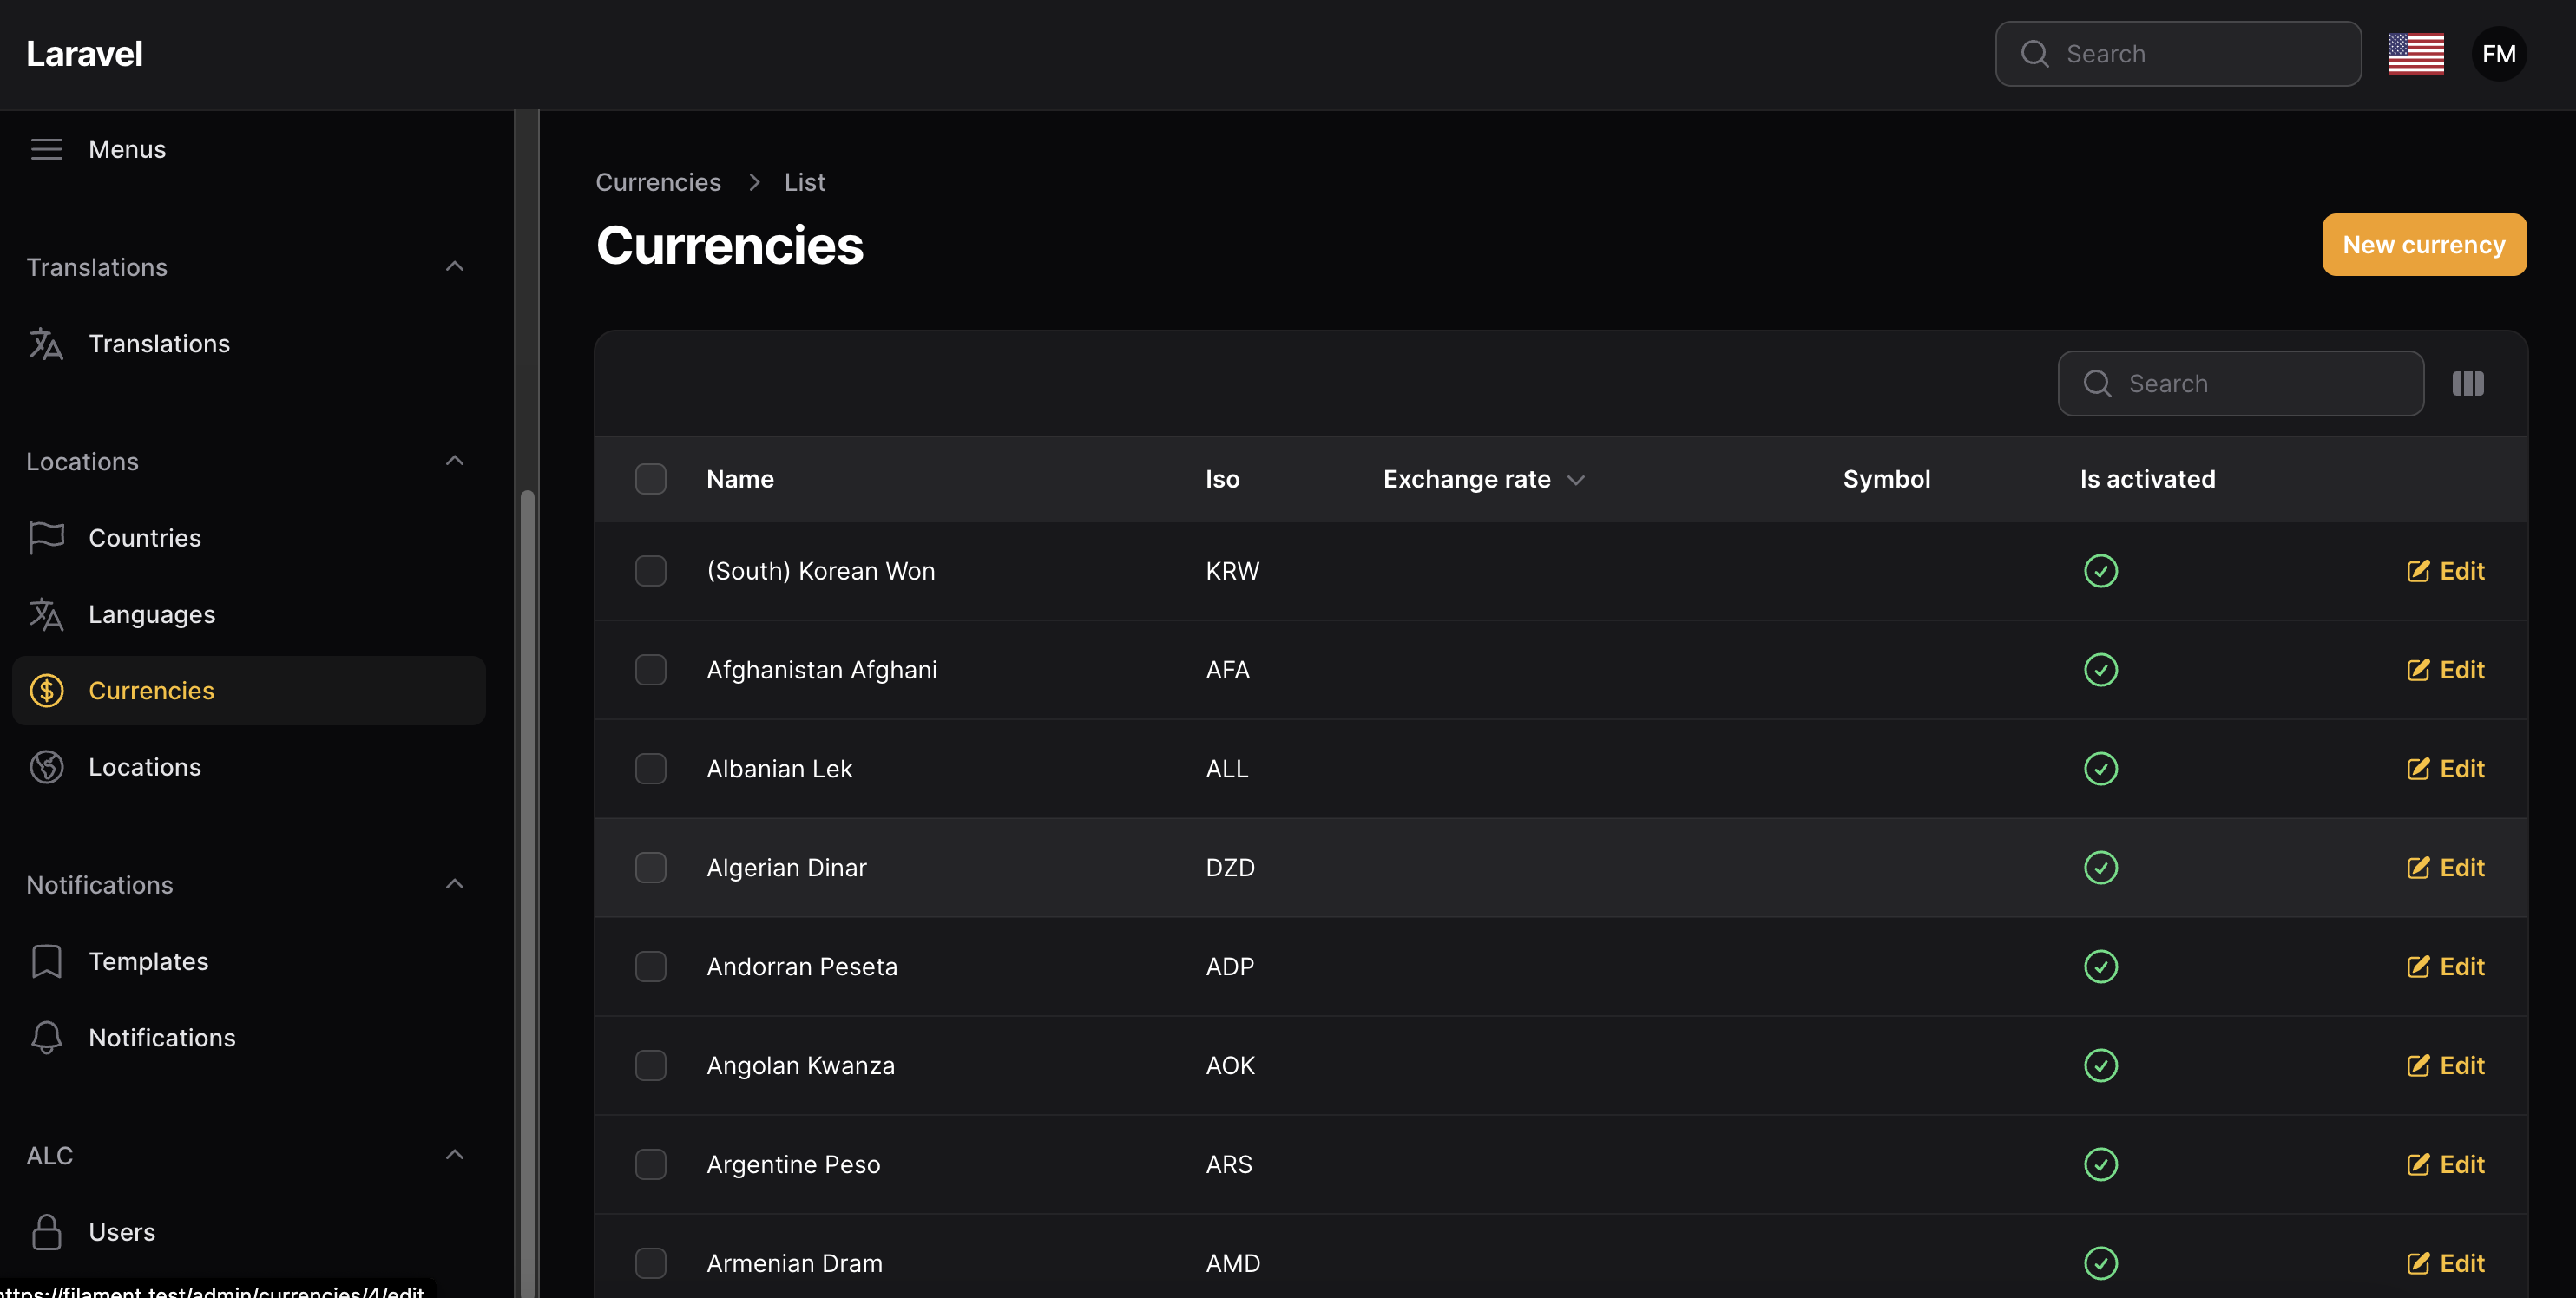 Laravel
Search
FM
Menus
Translations
Translations
Locations
Countries
Languages
Currencies
Locations
Notifications
Templates
Notifications
ALC
Users
https://filament.test/admin/currencies/4/edit
Currencies > List
Currencies
New currency
Search
Name Iso Exchange rate Symbol Is activated
(South) Korean Won KRW Edit
Afghanistan Afghani AFA Edit
Albanian Lek ALL Edit
Algerian Dinar DZD Edit
Andorran Peseta ADP Edit
Angolan Kwanza AOK Edit
Argentine Peso ARS Edit
Armenian Dram AMD Edit